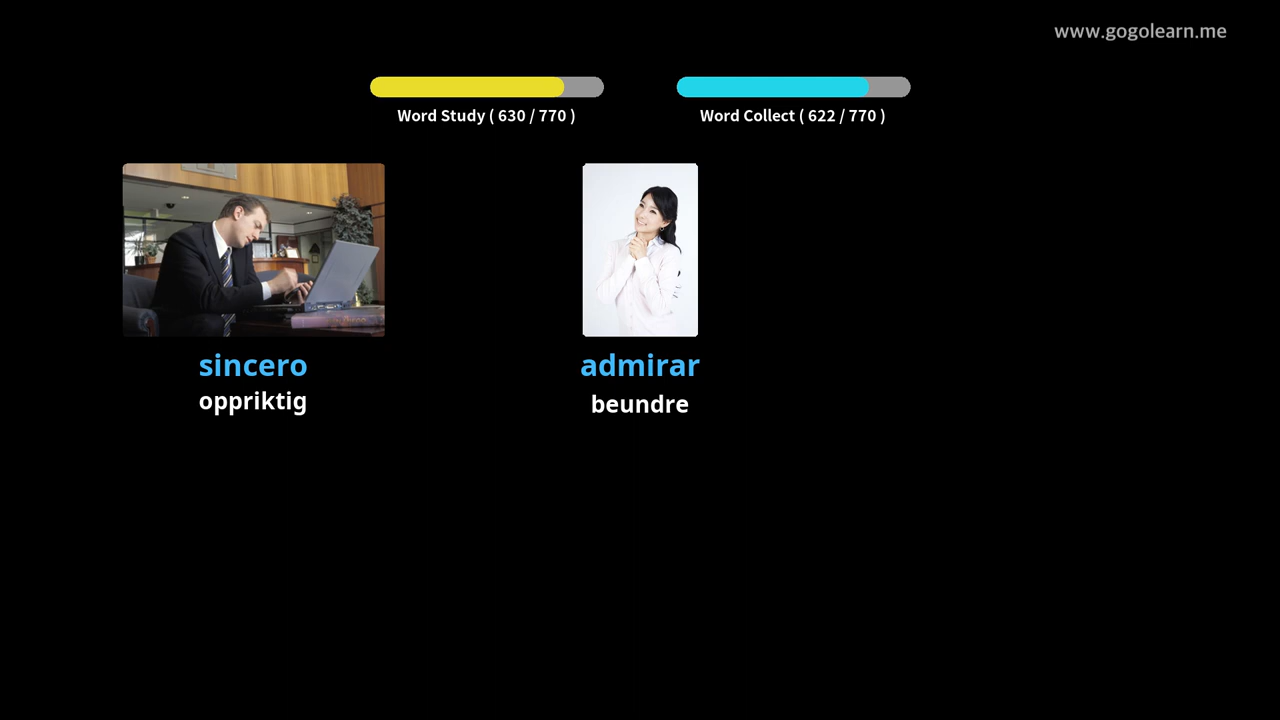 www.gogolearn.me
Word Study ( 630 / 770 )
Word Collect ( 622 / 770 )
sincero
oppriktig
admirar
beundre